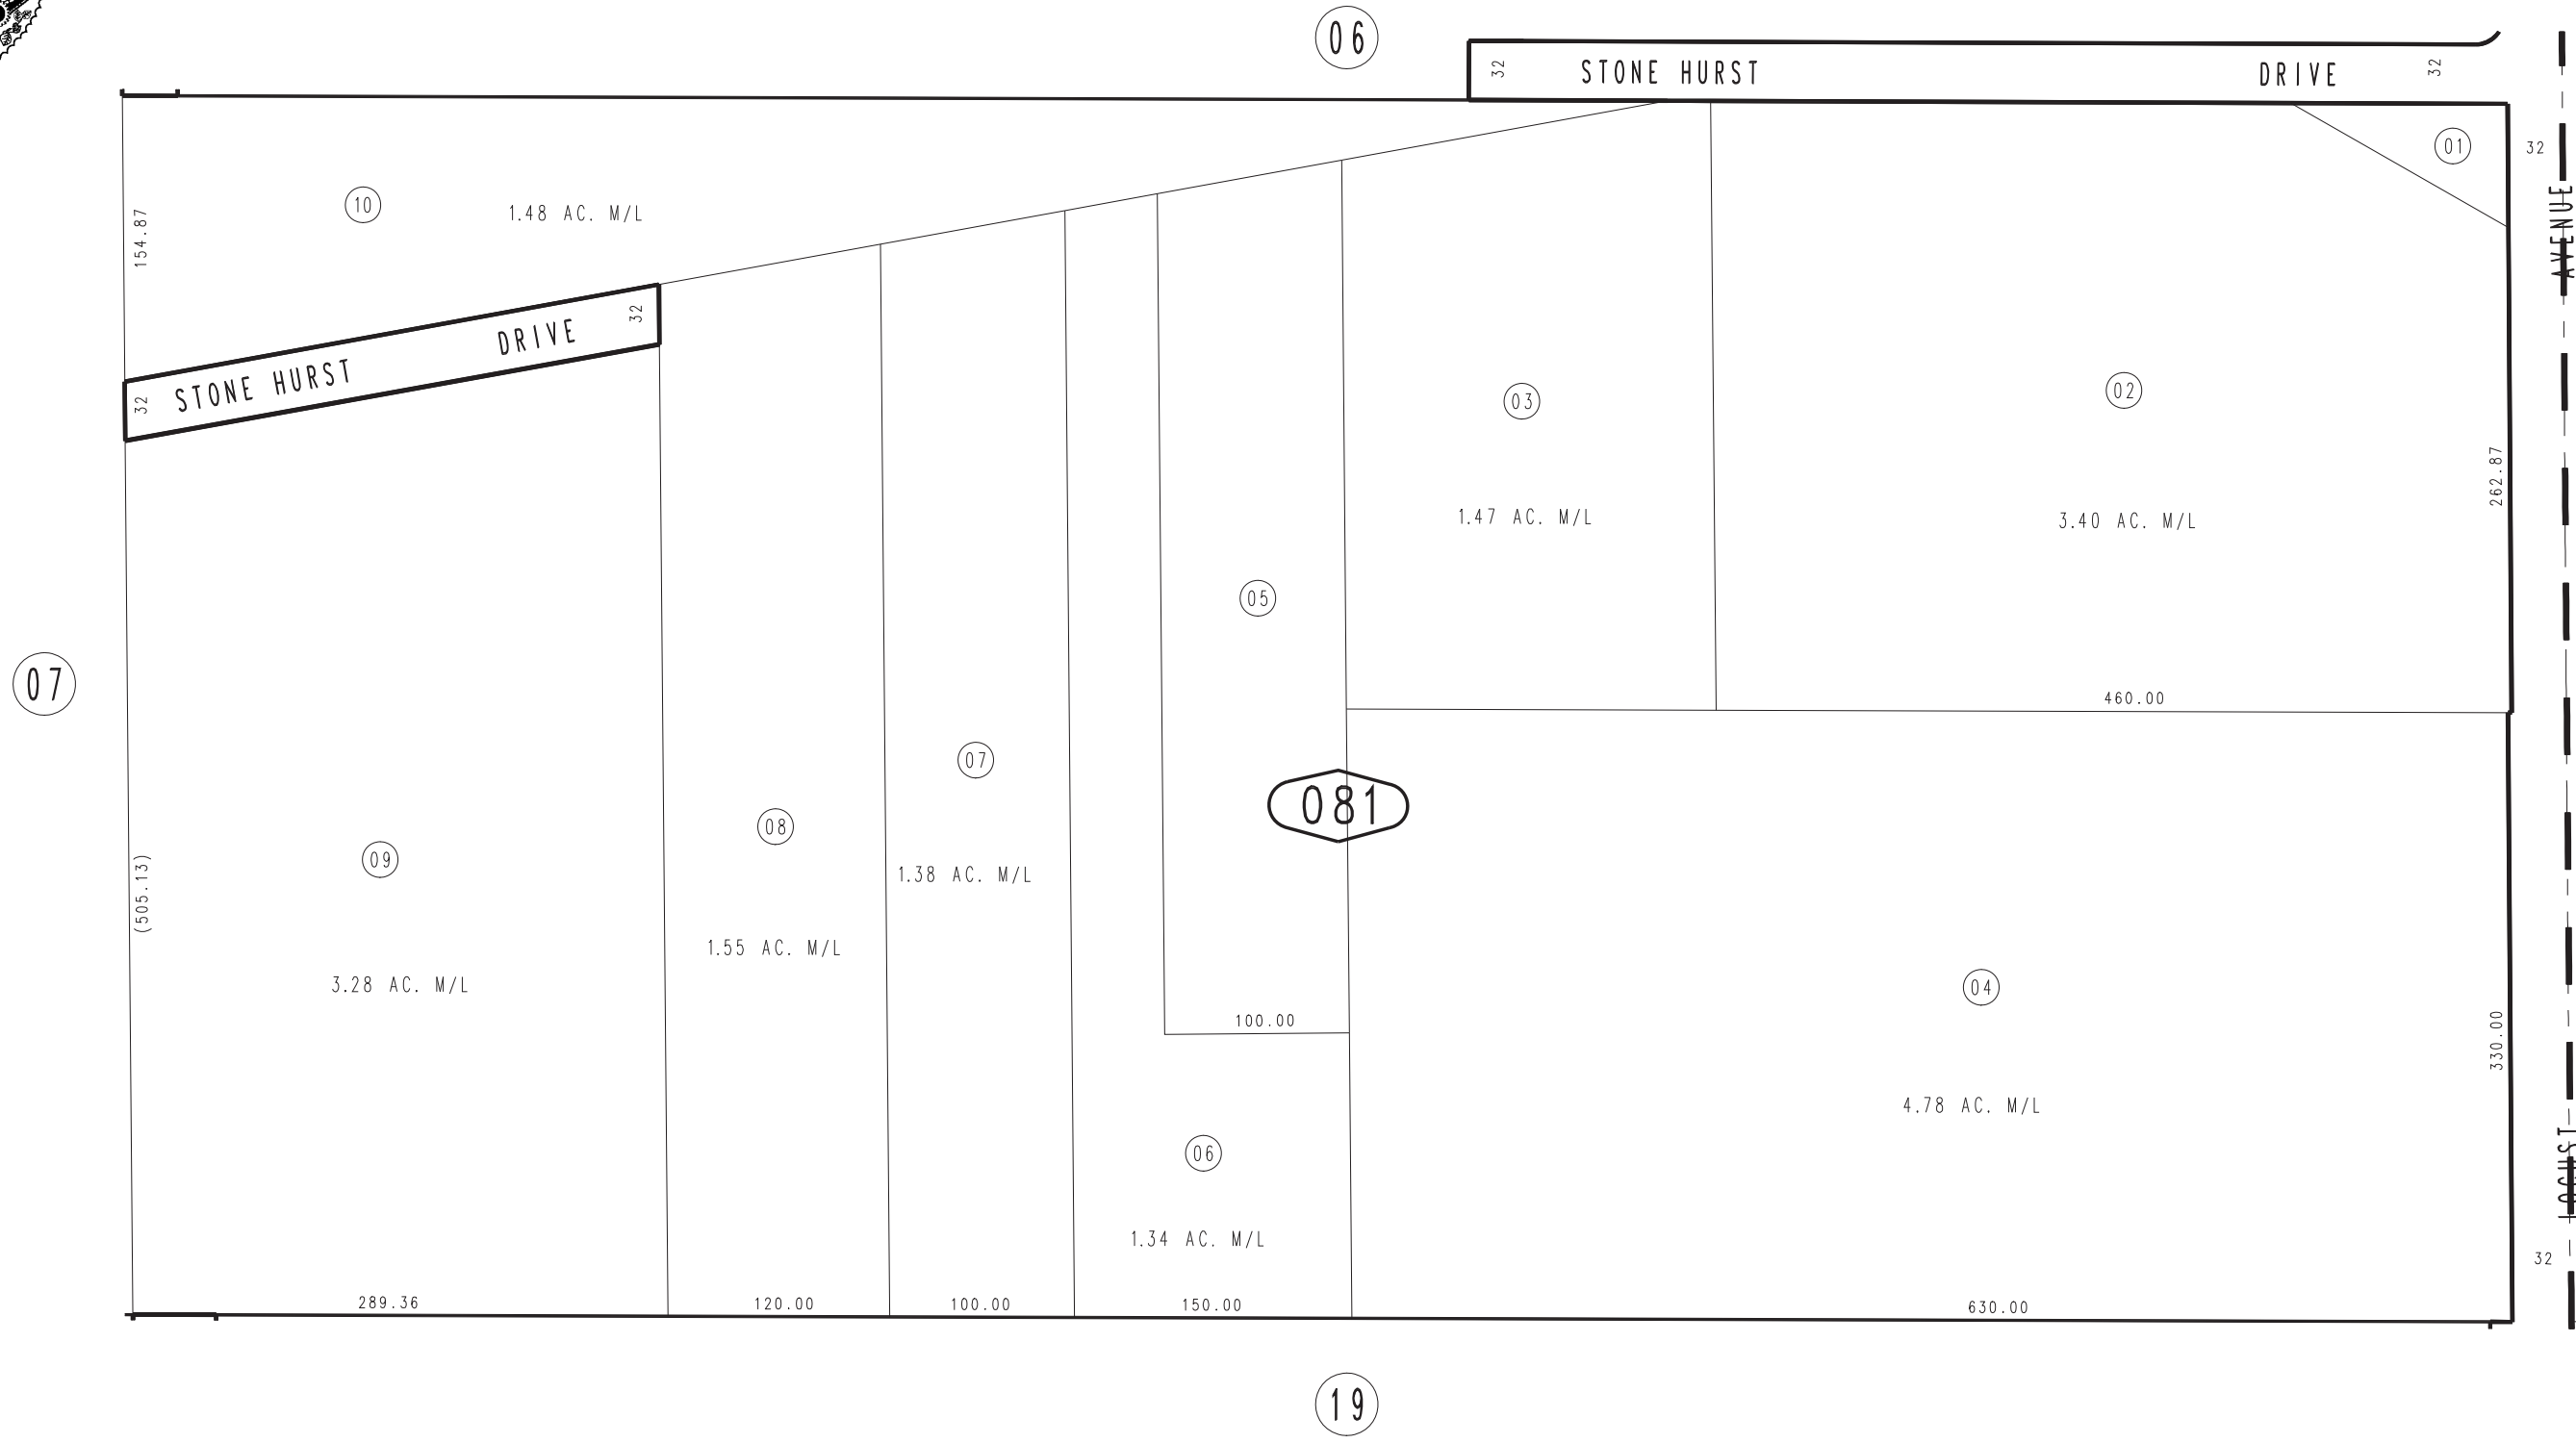 06
32
STONE HURST DRIVE
32
01
32
AVENUE
10
1.48 AC. M/L
154.87
32
STONE HURST DRIVE
32
03
02
1.47 AC. M/L
3.40 AC. M/L
262.87
05
07
460.00
07
081
08
09
1.38 AC. M/L
(505.13)
1.55 AC. M/L
3.28 AC. M/L
04
100.00
330.00
4.78 AC. M/L
06
LOCUST
1.34 AC. M/L
32
289.36
120.00
100.00
150.00
630.00
19